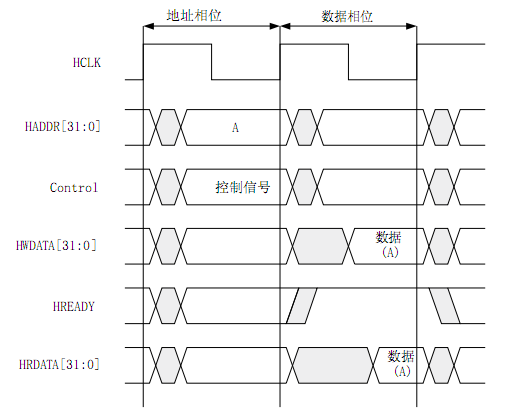 地址相位 数据相位
HCLK
HADDR[31:0] A
Control 控制信号
HWDATA[31:0] 数据
(A)
HREADY
HRDATA[31:0] 数据
(A)